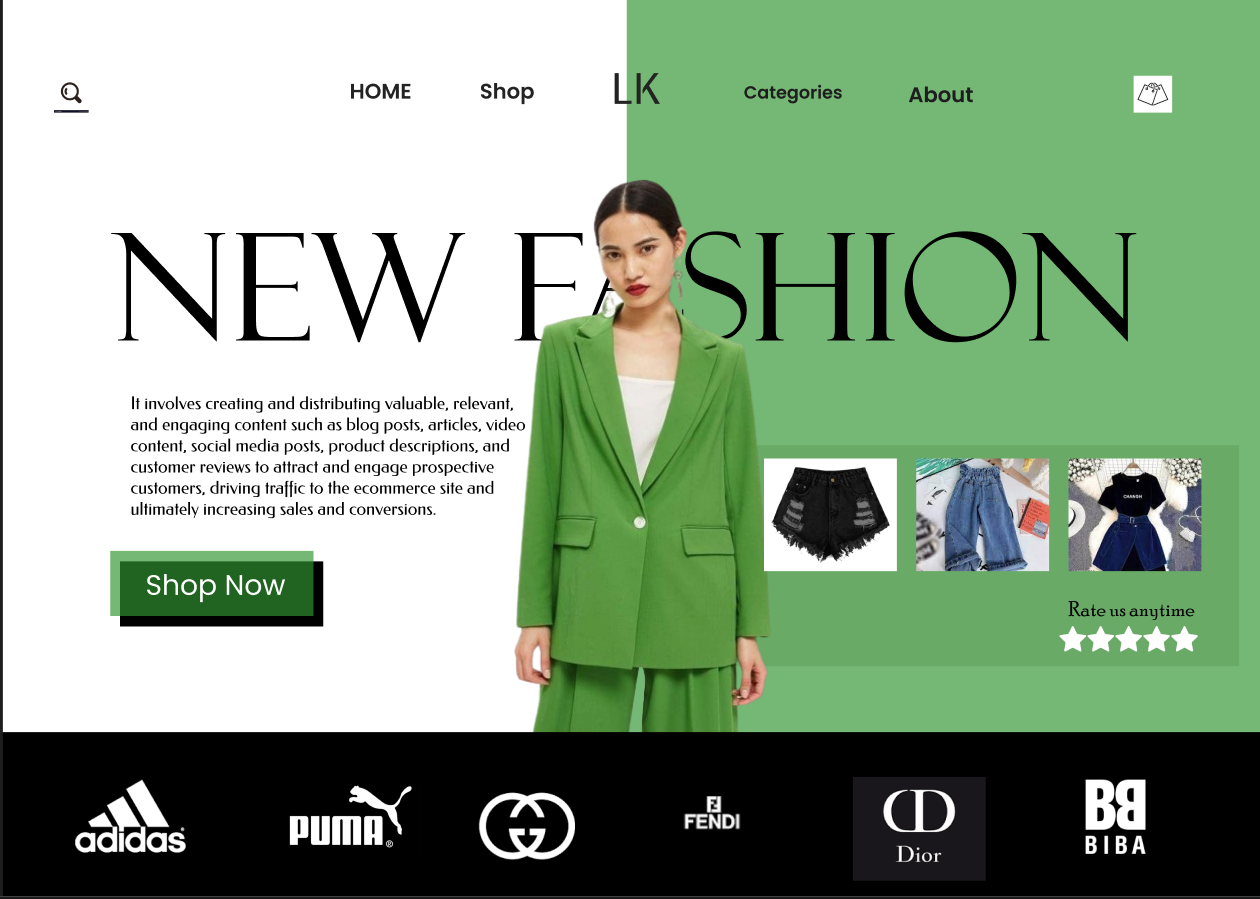 HOME Shop LK Categories About
NEW FASHION
It involves creating and distributing valuable, relevant,
and engaging content such as blog posts, articles, video
content, social media posts, product descriptions, and
customer reviews to attract and engage prospective
customers, driving traffic to the ecommerce site and
ultimately increasing sales and conversions.
Shop Now
Rate us anytime
adidas
PUMA®
FENDI
CD
Dior
BB
BIBA